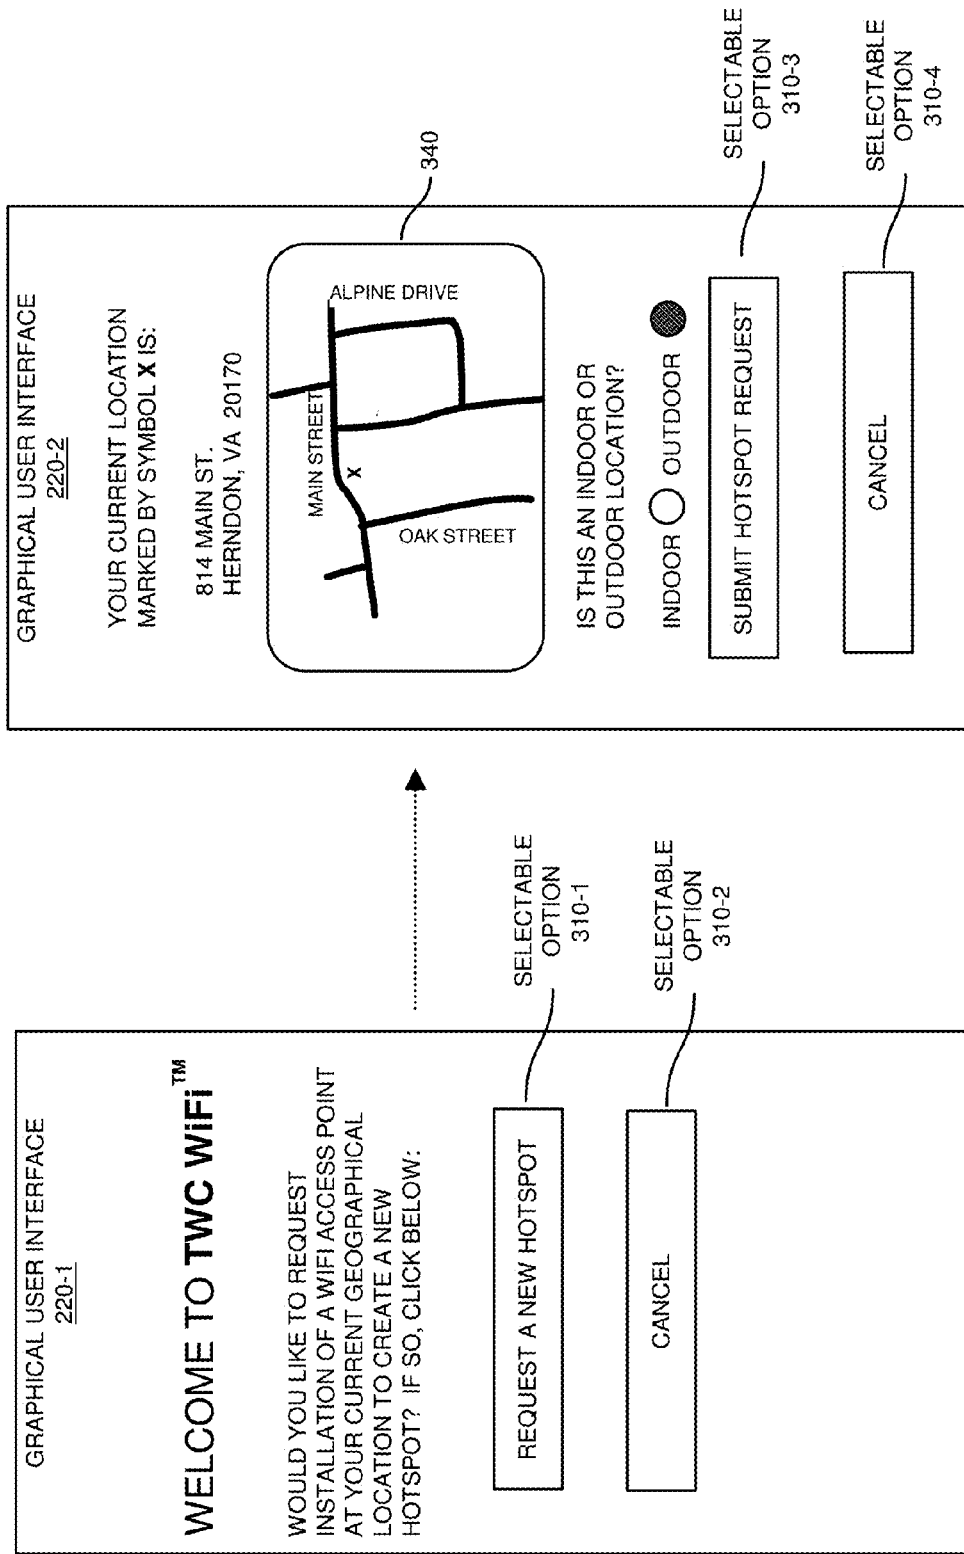 GRAPHICAL USER INTERFACE
220-1
WELCOME TO TWC WiFi™
WOULD YOU LIKE TO REQUEST
INSTALLATION OF A WIFI ACCESS POINT
AT YOUR CURRENT GEOGRAPHICAL
LOCATION TO CREATE A NEW
HOTSPOT? IF SO, CLICK BELOW:
REQUEST A NEW HOTSPOT
SELECTABLE
OPTION
310-1
CANCEL
SELECTABLE
OPTION
310-2
GRAPHICAL USER INTERFACE
220-2
YOUR CURRENT LOCATION
MARKED BY SYMBOL X IS:
814 MAIN ST.
HERNDON, VA 20170
340
MAIN STREET
ALPINE DRIVE
X
OAK STREET
IS THIS AN INDOOR OR
OUTDOOR LOCATION?
INDOOR OUTDOOR
SUBMIT HOTSPOT REQUEST
SELECTABLE
OPTION
310-3
CANCEL
SELECTABLE
OPTION
310-4